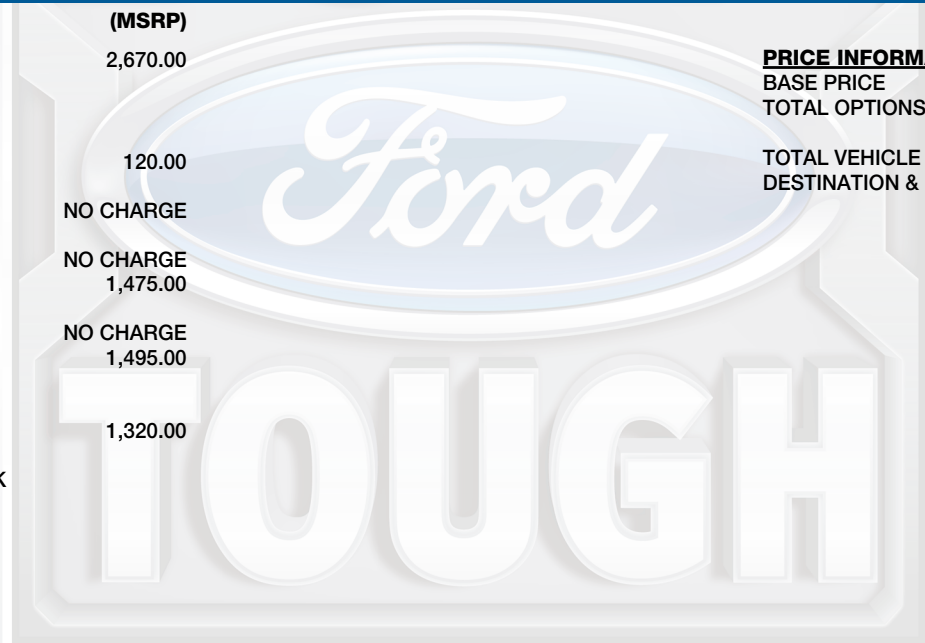 (MSRP)
2,670.00
120.00
NO CHARGE
NO CHARGE
1,475.00
NO CHARGE
1,495.00
1,320.00
K
PRICE INFORMA
BASE PRICE
TOTAL OPTIONS
TOTAL VEHICLE
DESTINATION &
Ford
TOUGH